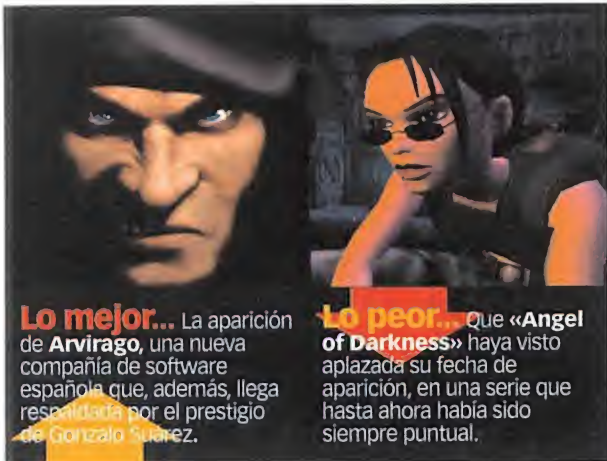 Lo mejor... La aparición
de Arvirago, una nueva
compañía de software
española que, además, llega
respaldada por el prestigio
de Gonzalo Suárez.
Lo peor... Que «Angel
of Darkness» haya visto
aplazada su fecha de
aparición, en una serie que
hasta ahora había sido
siempre puntual.